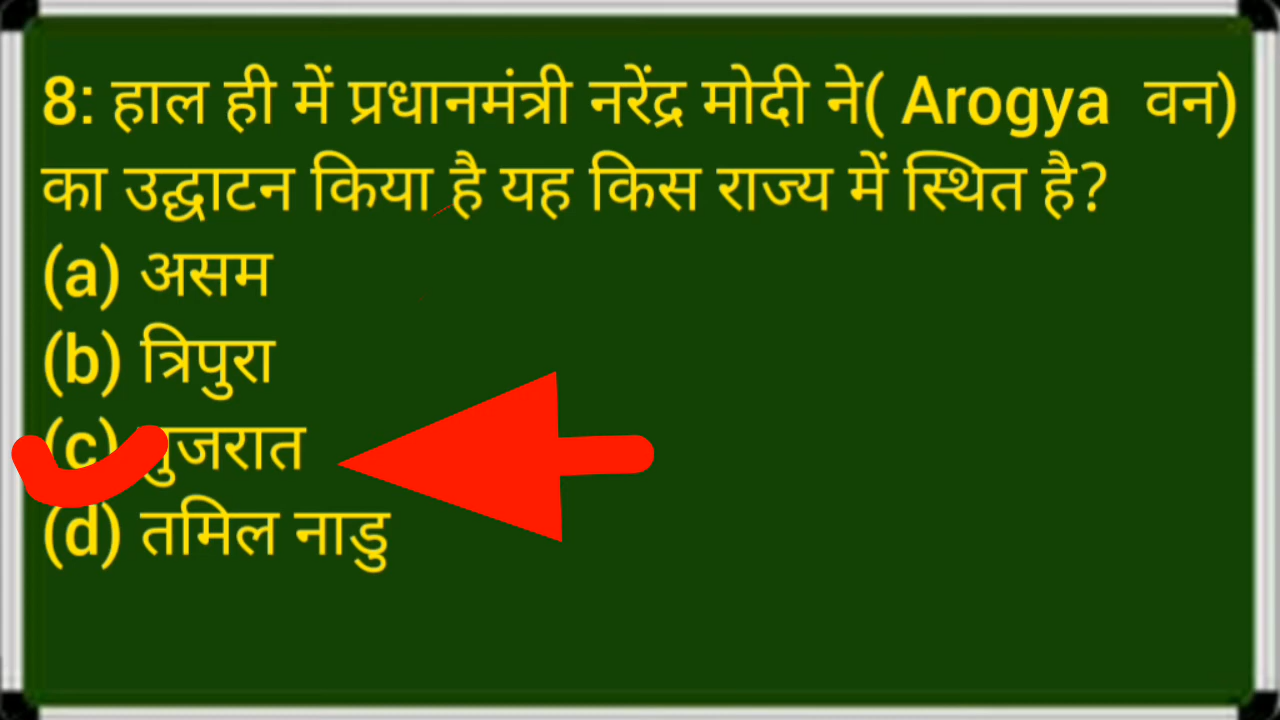 8: हाल ही में प्रधानमंत्री नरेंद्र मोदी ने( Arogya वन)
का उद्घाटन किया है यह किस राज्य में स्थित है?
(a) असम
(b) त्रिपुरा
(c) गुजरात
(d) तमिल नाडु